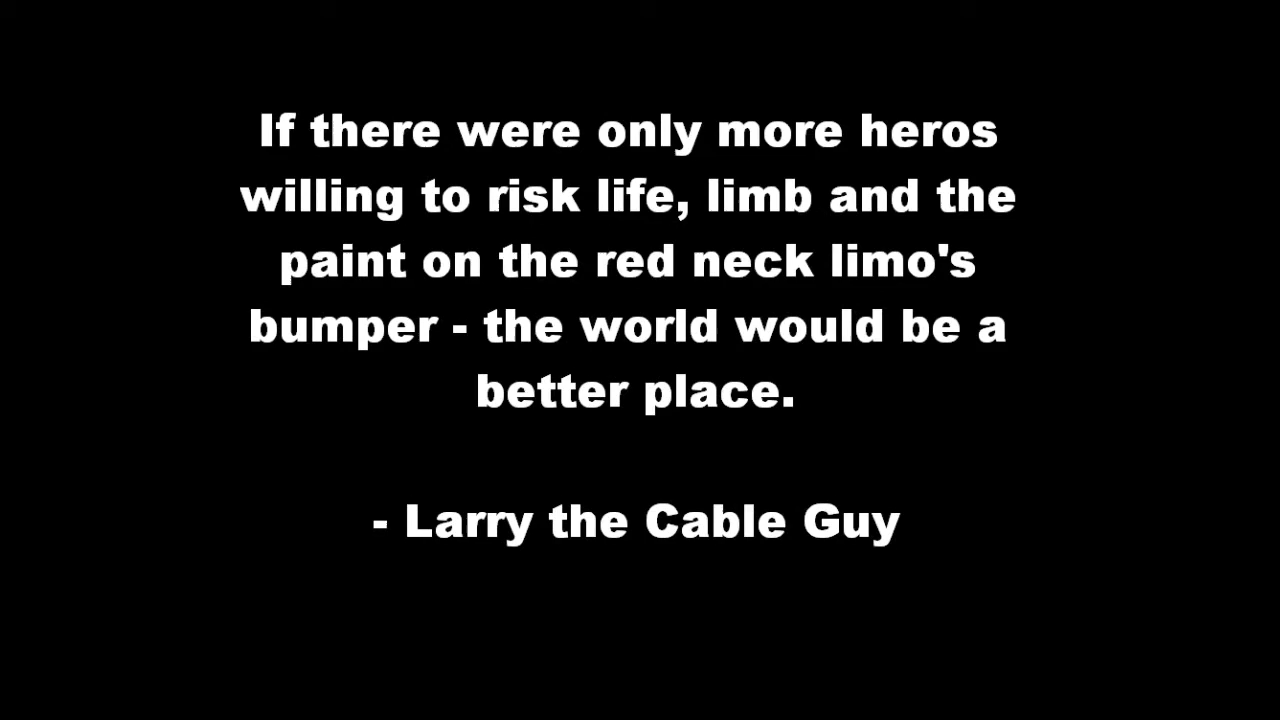 If there were only more heros
willing to risk life, limb and the
paint on the red neck limo's
bumper - the world would be a
better place.
- Larry the Cable Guy